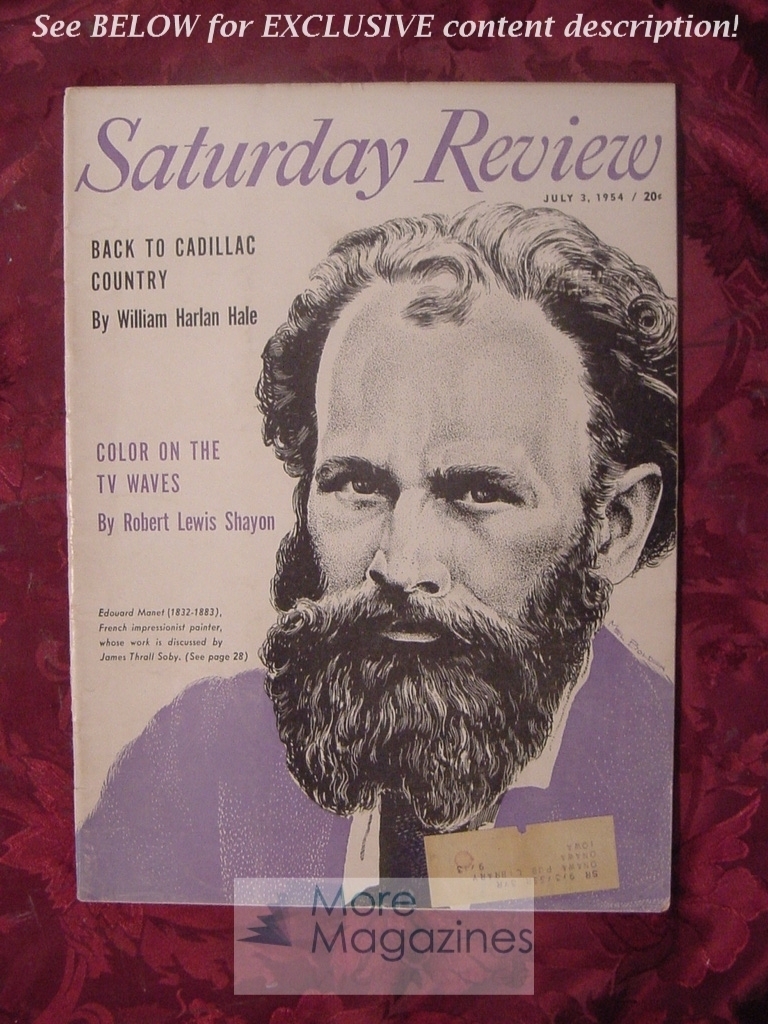 See BELOW for EXCLUSIVE content description!
Saturday Review
JULY 3, 1954 / 20¢
BACK TO CADILLAC
COUNTRY
By William Harlan Hale
COLOR ON THE
TV WAVES
By Robert Lewis Shayon
Edouard Manet (1832-1883),
French impressionist painter,
whose work is discussed by
James Thrall Soby. (See page 28)
MEL BOLDEN
More
Magazines